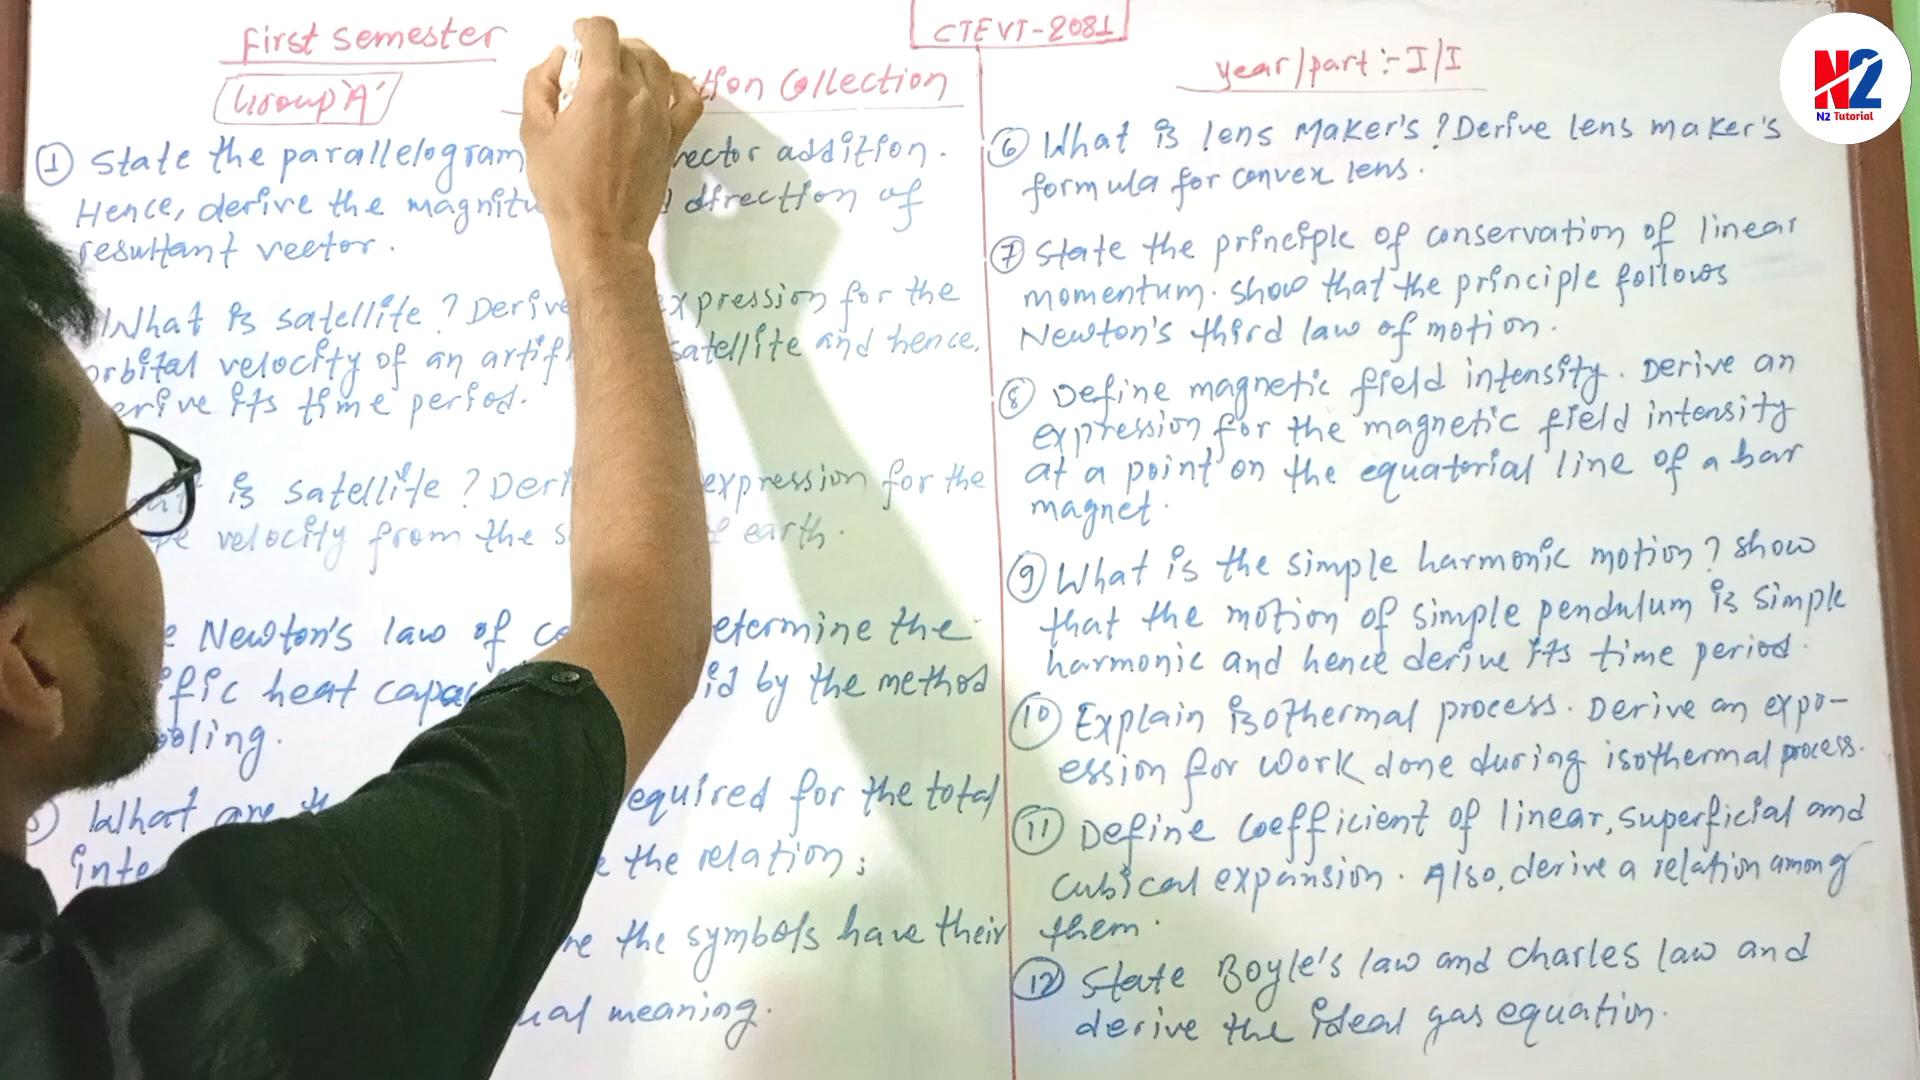 First semester
CTEVT-2081
year/part :- I/I
Group 'A'
Collection
① State the parallelogram vector addition.
Hence, derive the magnitu direction of
resultant vector.
What is satellite ? Derive expression for the
orbital velocity of an artif satellite and hence,
derive its time period.
is satellite ? Deri expression for the
velocity from the s earth.
Newton's law of co etermine the
ific heat capac id by the method
ooling.
What are th equired for the total
inte e the relation;
re the symbols have their
ual meaning.
⑥ What is lens maker's ? Derive lens maker's
formula for convex lens.
⑦ State the principle of conservation of linear
momentum. show that the principle follows
Newton's third law of motion.
⑧ Define magnetic field intensity. Derive an
expression for the magnetic field intensity
at a point on the equatorial line of a bar
magnet.
⑨ What is the simple harmonic motion ? show
that the motion of simple pendulum is simple
harmonic and hence derive its time period.
⑩ Explain isothermal process. Derive an expr-
ession for work done during isothermal process.
⑪ Define coefficient of linear, superficial and
cubical expansion. Also, derive a relation among
them.
⑫ State Boyle's law and charles law and
derive the ideal gas equation.
N2
N2 Tutorial